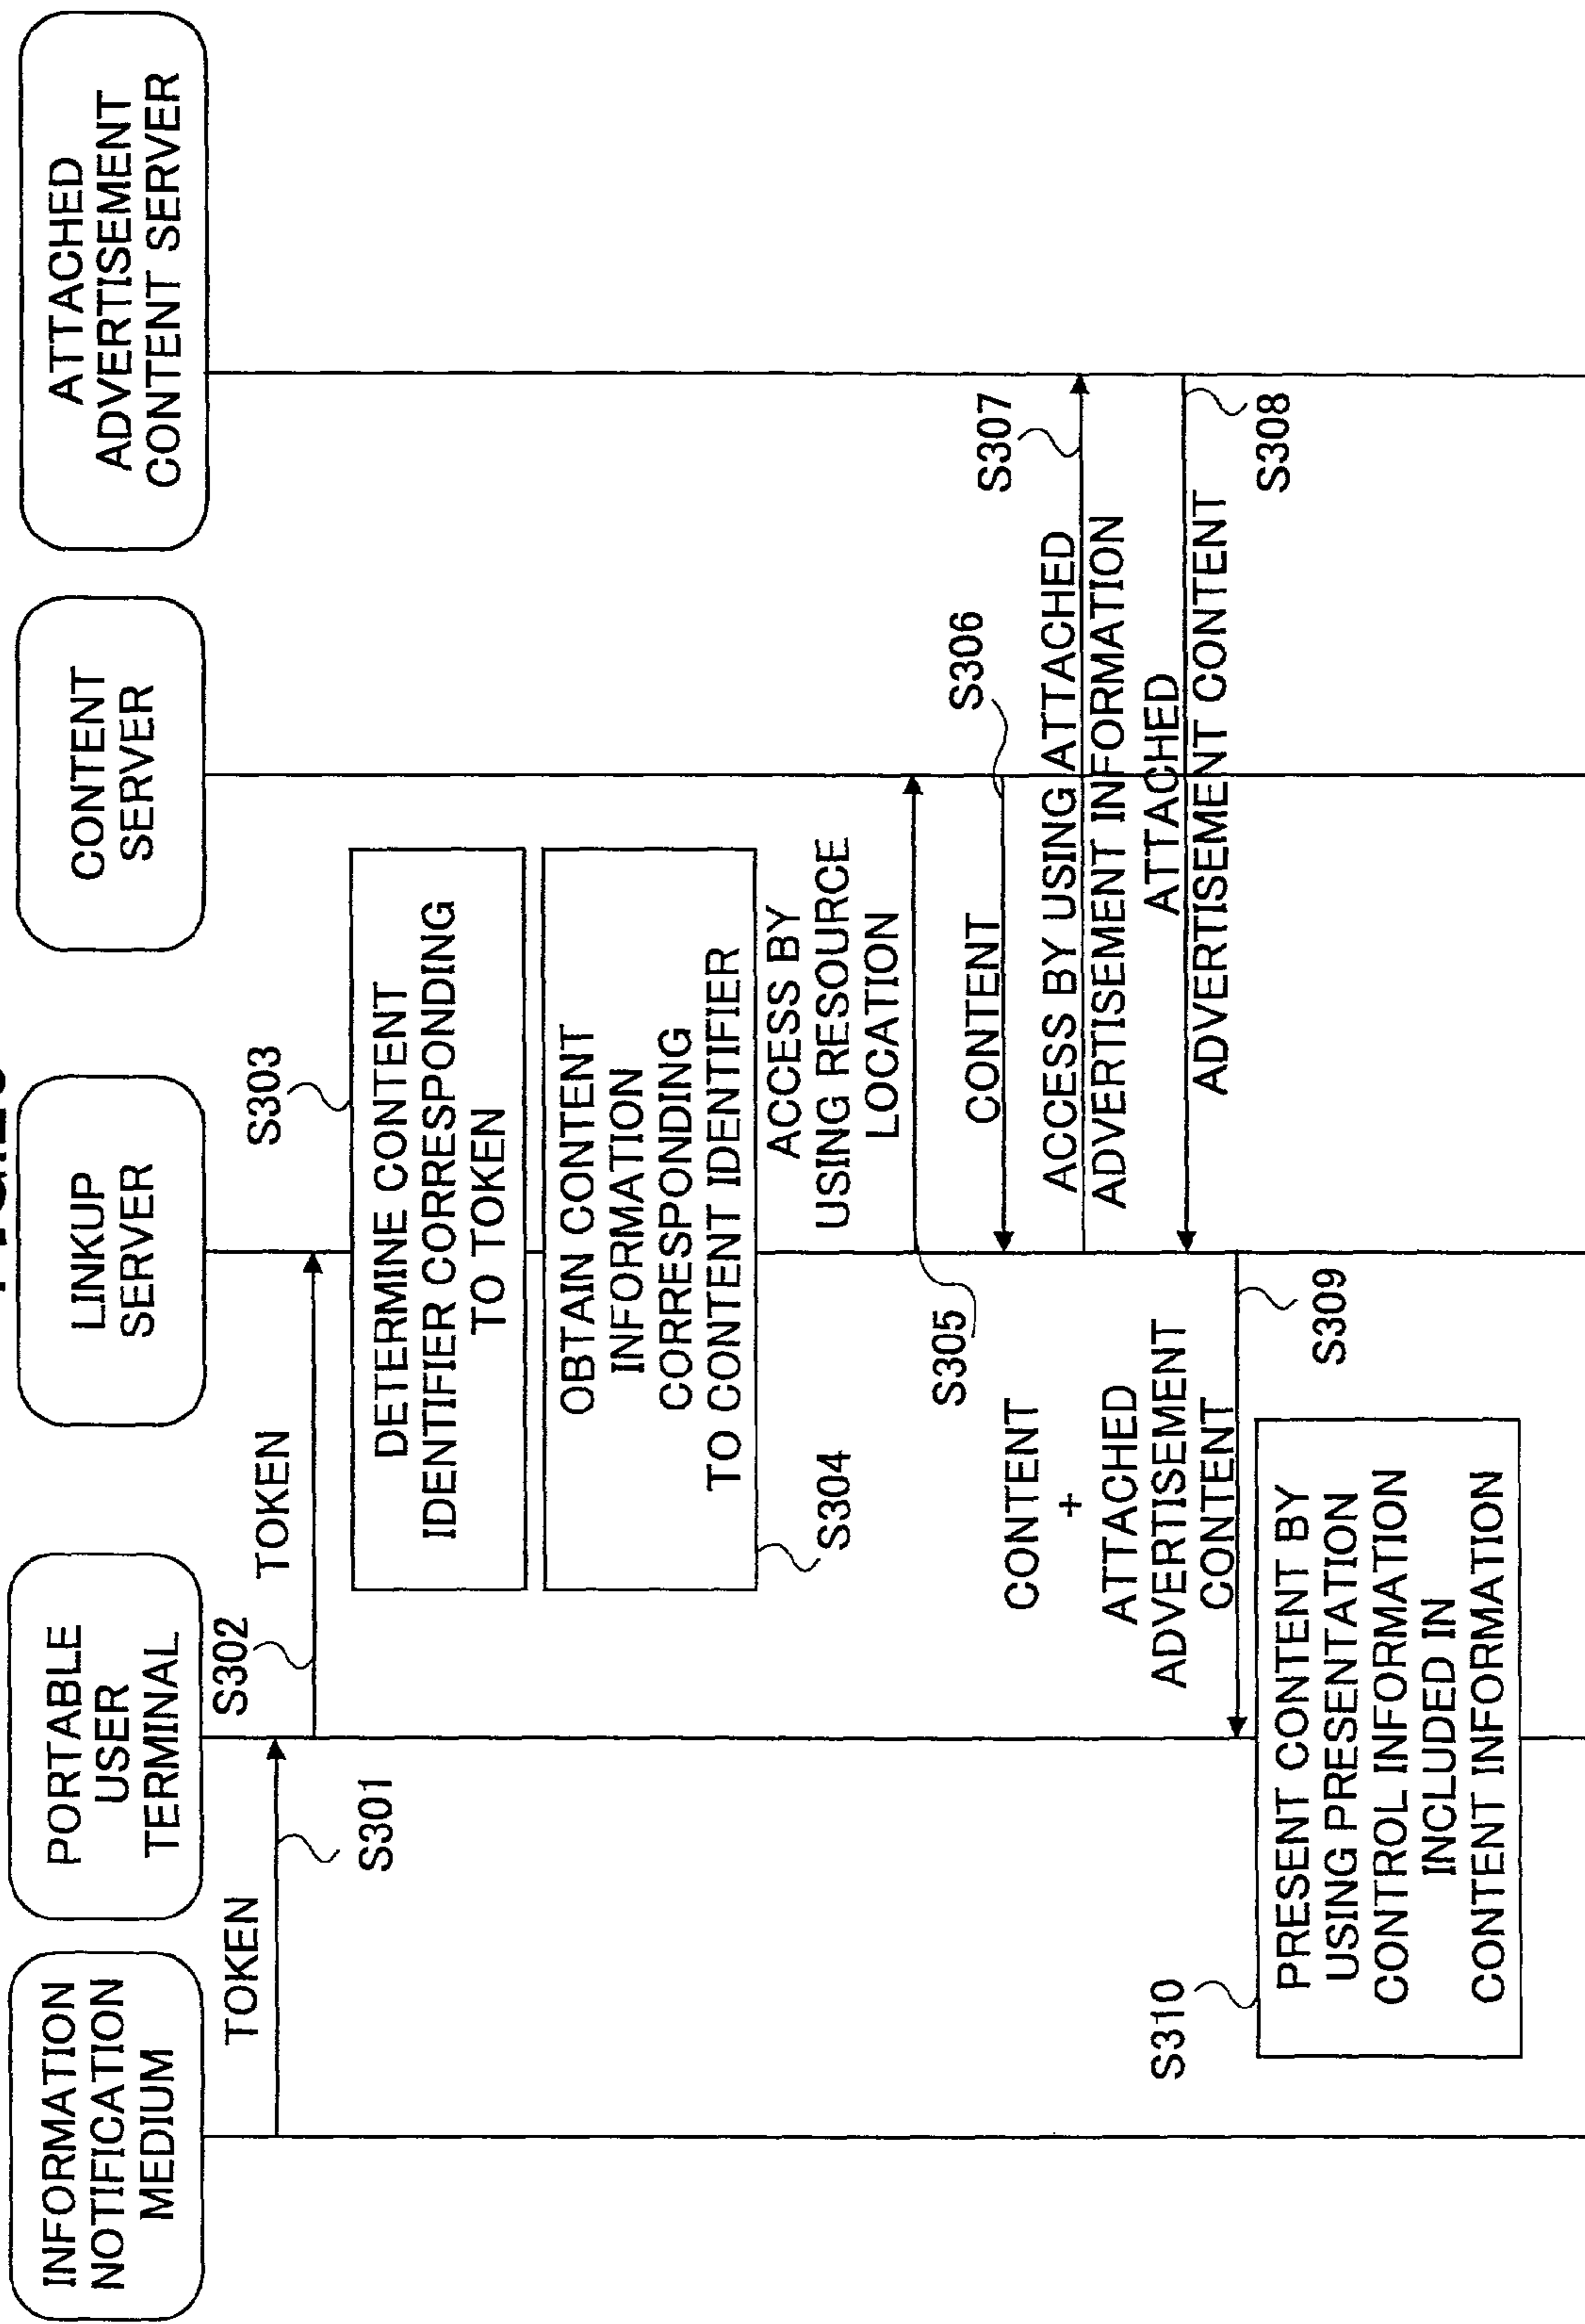 INFORMATION
NOTIFICATION
MEDIUM
PORTABLE
USER
TERMINAL
LINKUP
SERVER
CONTENT
SERVER
ATTACHED
ADVERTISEMENT
CONTENT SERVER
TOKEN
S301
S302
TOKEN
S303
DETERMINE CONTENT
IDENTIFIER CORRESPONDING
TO TOKEN
OBTAIN CONTENT
INFORMATION
CORRESPONDING
TO CONTENT IDENTIFIER
S304
ACCESS BY
USING RESOURCE
LOCATION
S305
S306
CONTENT
S307
ACCESS BY USING ATTACHED
ADVERTISEMENT INFORMATION
ATTACHED
ADVERTISEMENT CONTENT
S308
CONTENT
+
ATTACHED
ADVERTISEMENT
CONTENT
S309
S310
PRESENT CONTENT BY
USING PRESENTATION
CONTROL INFORMATION
INCLUDED IN
CONTENT INFORMATION